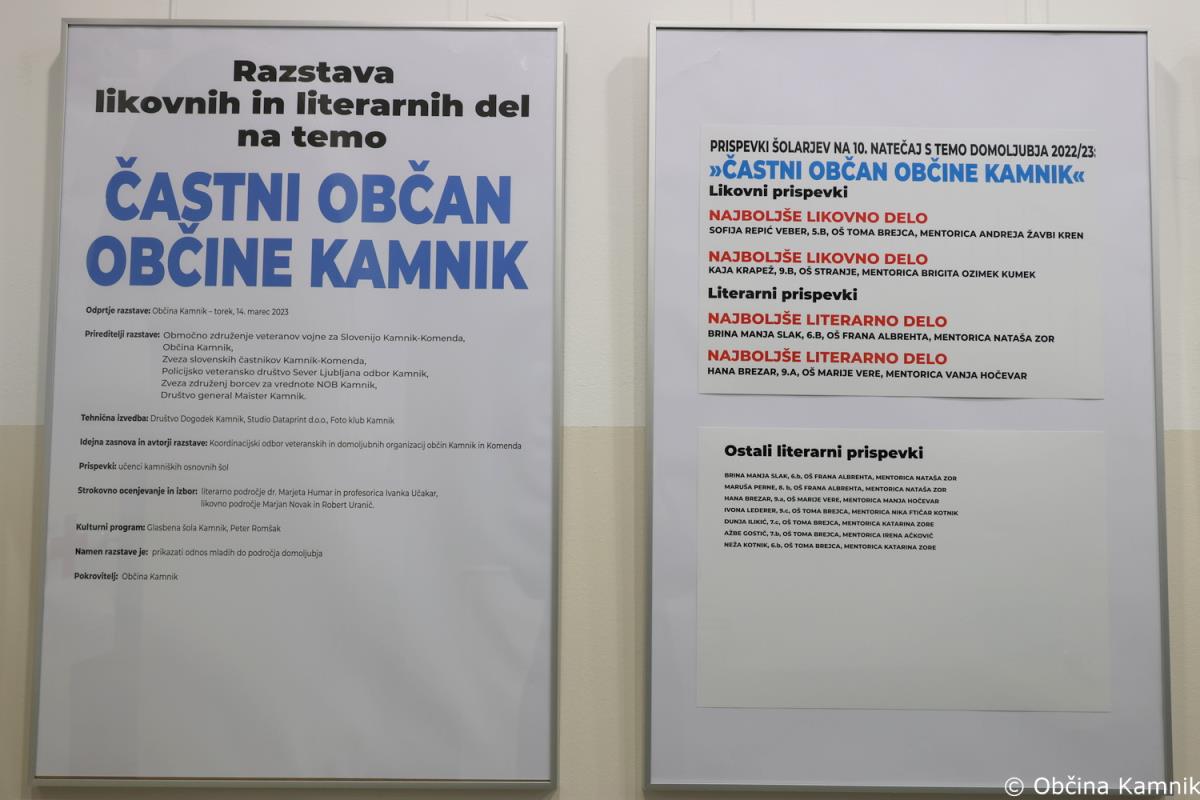 Razstava
likovnih in literarnih del
na temo
ČASTNI OBČAN
OBČINE KAMNIK
Odprtje razstave: Občina Kamnik – torek, 14. marec 2023
Prireditelji razstave: Območno združenje veteranov vojne za Slovenijo Kamnik-Komenda,
Občina Kamnik,
Zveza slovenskih častnikov Kamnik-Komenda,
Policijsko veteransko društvo Sever Ljubljana odbor Kamnik,
Zveza združenj borcev za vrednote NOB Kamnik,
Društvo general Maister Kamnik.
Tehnična izvedba: Društvo Dogodek Kamnik, Studio Dataprint d.o.o., Foto klub Kamnik
Idejna zasnova in avtorji razstave: Koordinacijski odbor veteranskih in domoljubnih organizacij občin Kamnik in Komenda
Prispevki: učenci kamniških osnovnih šol
Strokovno ocenjevanje in izbor: literarno področje dr. Marjeta Humar in profesorica Ivanka Učakar,
likovno področje Marjan Novak in Robert Uranič.
Kulturni program: Glasbena šola Kamnik, Peter Romšak
Namen razstave je: prikazati odnos mladih do področja domoljubja
Pokrovitelj: Občina Kamnik
PRISPEVKI ŠOLARJEV NA 10. NATEČAJ S TEMO DOMOLJUBJA 2022/23:
»ČASTNI OBČAN OBČINE KAMNIK«
Likovni prispevki
NAJBOLJŠE LIKOVNO DELO
SOFIJA REPIĆ VEBER, 5.B, OŠ TOMA BREJCA, MENTORICA ANDREJA ŽAVBI KREN
NAJBOLJŠE LIKOVNO DELO
KAJA KRAPEŽ, 9.B, OŠ STRANJE, MENTORICA BRIGITA OZIMEK KUMEK
Literarni prispevki
NAJBOLJŠE LITERARNO DELO
BRINA MANJA SLAK, 6.B, OŠ FRANA ALBREHTA, MENTORICA NATAŠA ZOR
NAJBOLJŠE LITERARNO DELO
HANA BREZAR, 9.A, OŠ MARIJE VERE, MENTORICA VANJA HOČEVAR
Ostali literarni prispevki
BRINA MANJA SLAK, 6.b, OŠ FRANA ALBREHTA, MENTORICA NATAŠA ZOR
MARUŠA PERNE, 8. b, OŠ FRANA ALBREHTA, MENTORICA NATAŠA ZOR
HANA BREZAR, 9.a, OŠ MARIJE VERE, MENTORICA MANJA HOČEVAR
IVONA LEDERER, 9.c, OŠ TOMA BREJCA, MENTORICA NIKA FTIČAR KOTNIK
DUNJA ILIKIĆ, 7.c, OŠ TOMA BREJCA, MENTORICA KATARINA ZORE
AŽBE GOSTIČ, 7.b, OŠ TOMA BREJCA, MENTORICA IRENA AČKOVIČ
NEŽA KOTNIK, 6.b, OŠ TOMA BREJCA, MENTORICA KATARINA ZORE
© Občina Kamnik